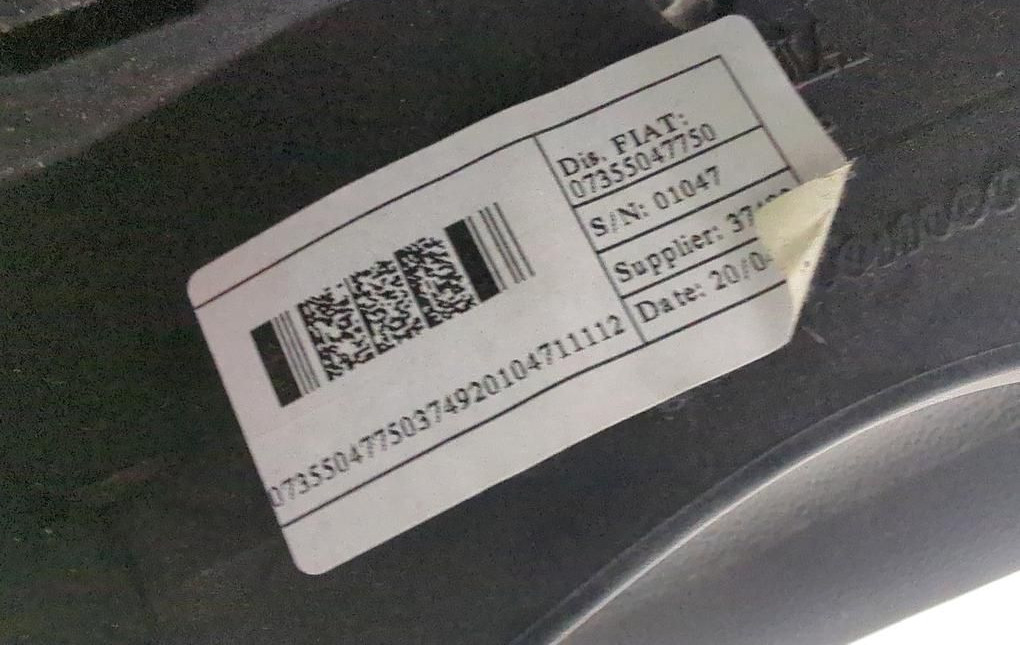 Dis. FIAT:
07355047750
S/N: 01047
Supplier:
Date:
07355047750374920104711112